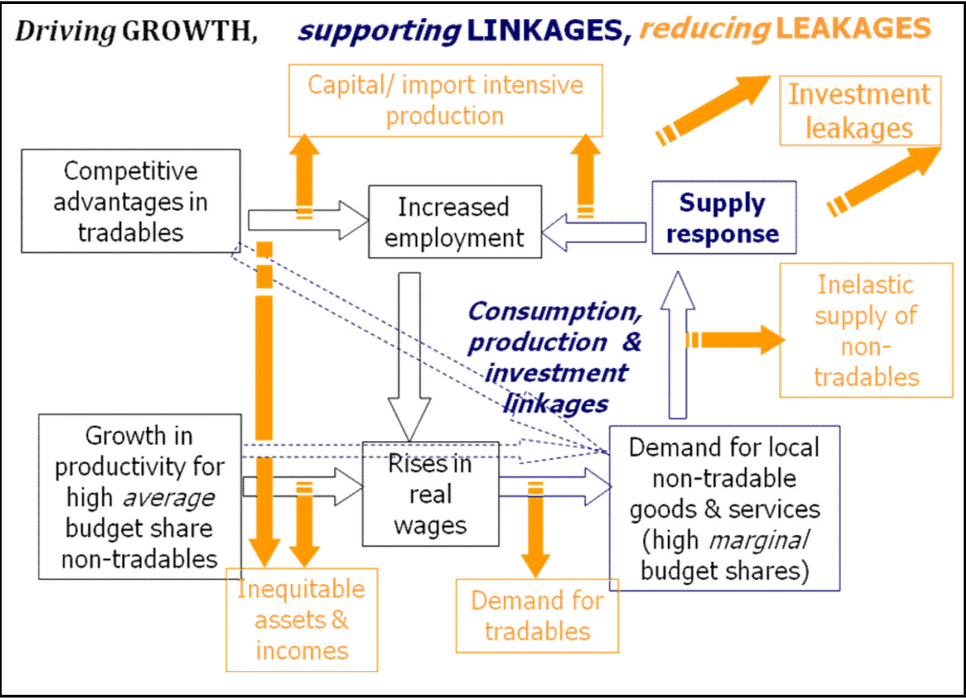 Driving GROWTH, supporting LINKAGES, reducing LEAKAGES
Capital/ import intensive
production
Investment
leakages
Competitive
advantages in
tradables
Increased
employment
Supply
response
Inelastic
supply of
non-
tradables
Consumption,
production &
investment
linkages
Growth in
productivity for
high average
budget share
non-tradables
Rises in
real
wages
Demand for local
non-tradable
goods & services
(high marginal
budget shares)
Inequitable
assets &
incomes
Demand for
tradables